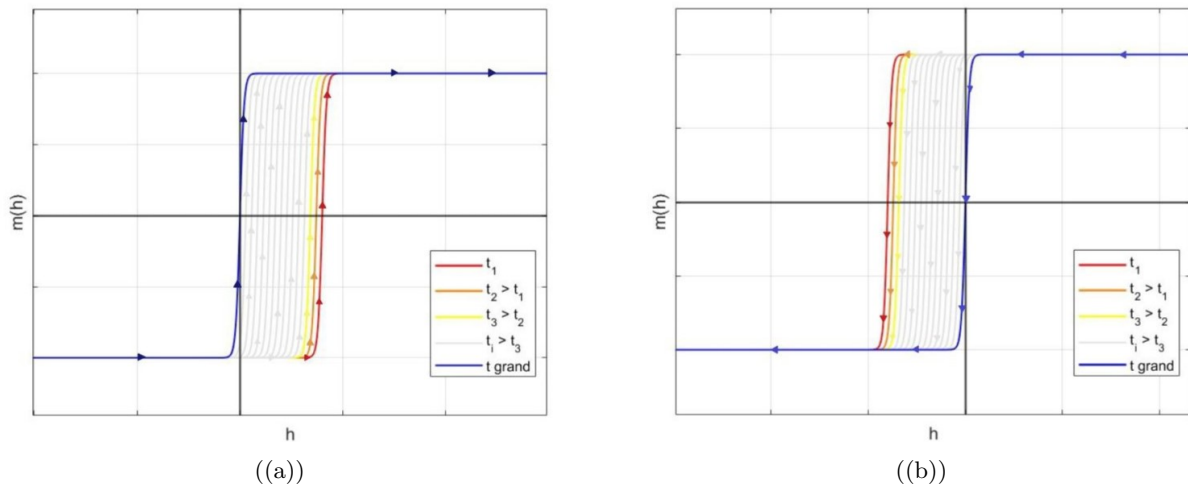 m(h)
t₁
t₂ > t₁
t₃ > t₂
tᵢ > t₃
t grand
h
((a))
m(h)
t₁
t₂ > t₁
t₃ > t₂
tᵢ > t₃
t grand
h
((b))